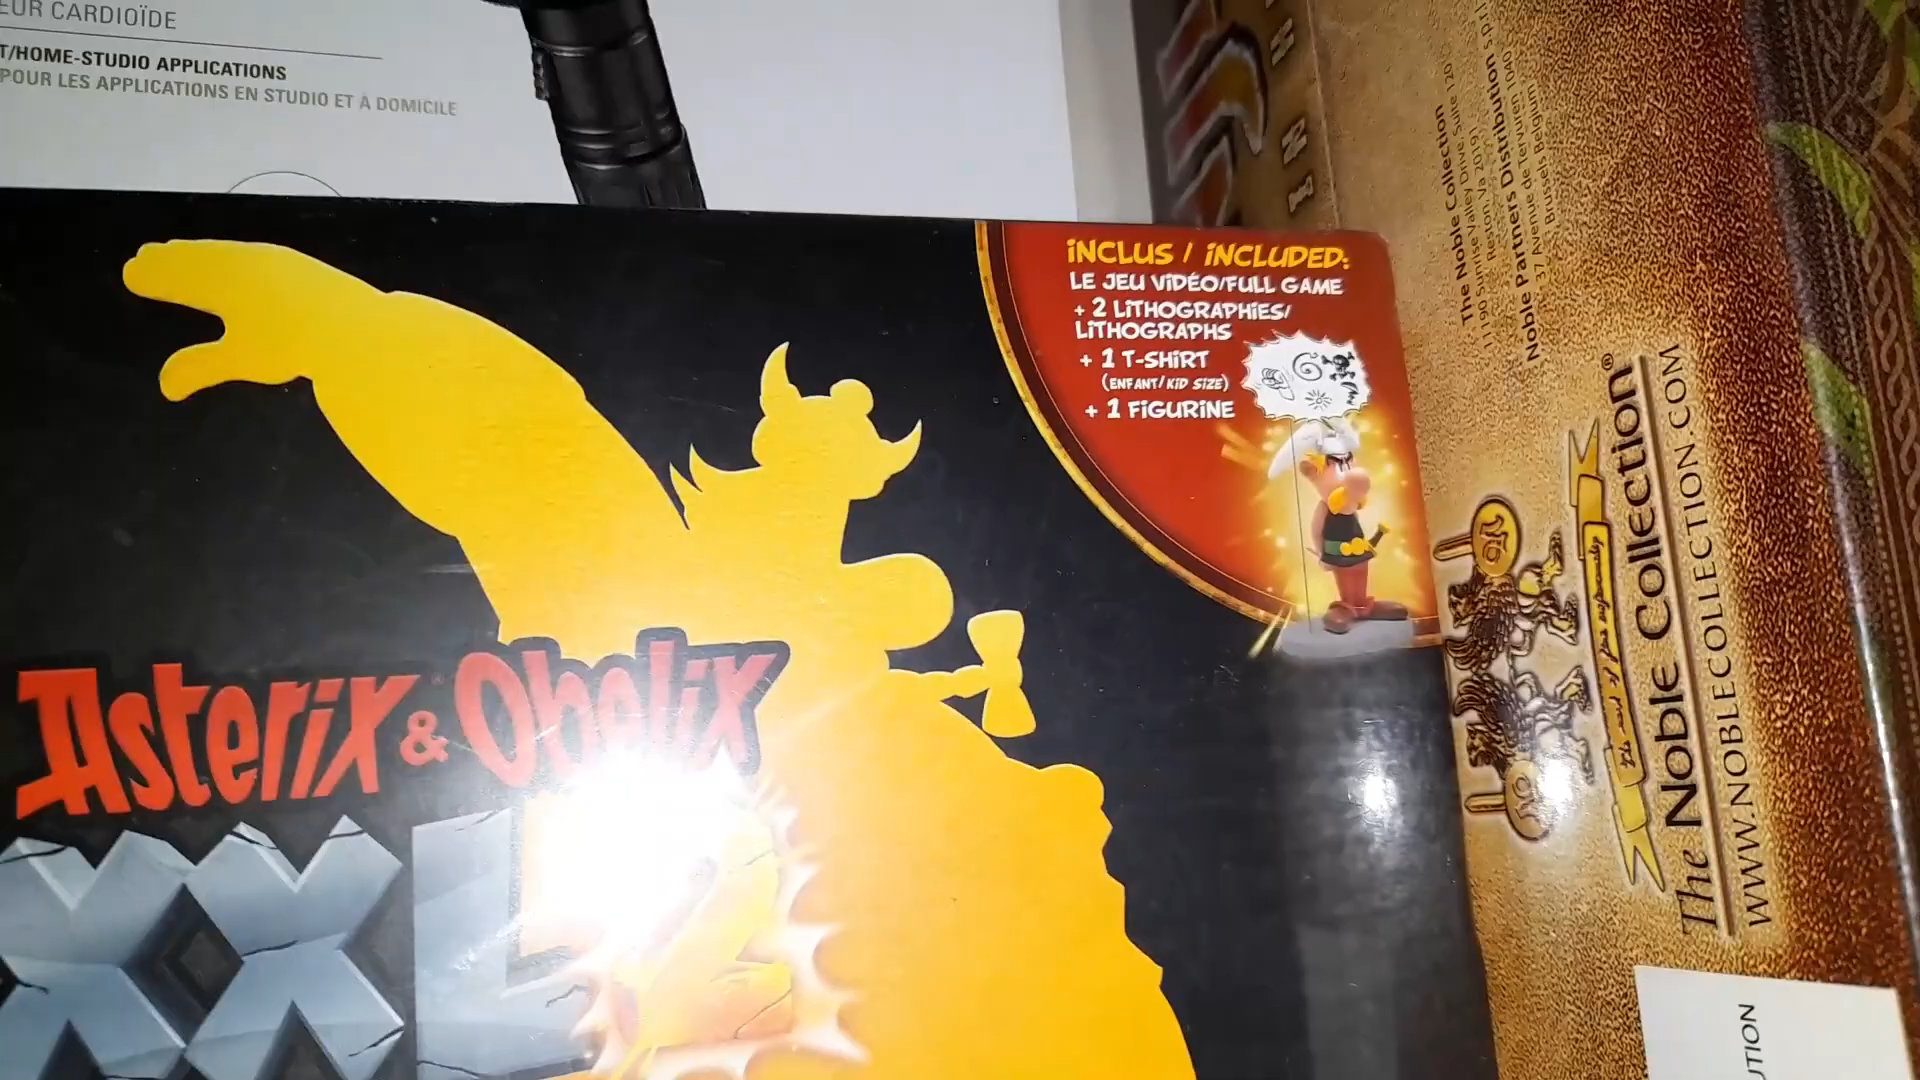 EUR CARDIOÏDE
T/HOME-STUDIO APPLICATIONS
POUR LES APPLICATIONS EN STUDIO ET À DOMICILE
INCLUS / INCLUDED:
LE JEU VIDÉO/FULL GAME
+ 2 LITHOGRAPHIES/
LITHOGRAPHS
+ 1 T-SHIRT
(ENFANT/KID SIZE)
+ 1 FIGURINE
Asterix & Obelix
XXL2
The Noble Collection
Noble Partners Distribution s.p.r.l
Brussels Belgium
The Noble Collection®
WWW.NOBLECOLLECTION.COM
UTION